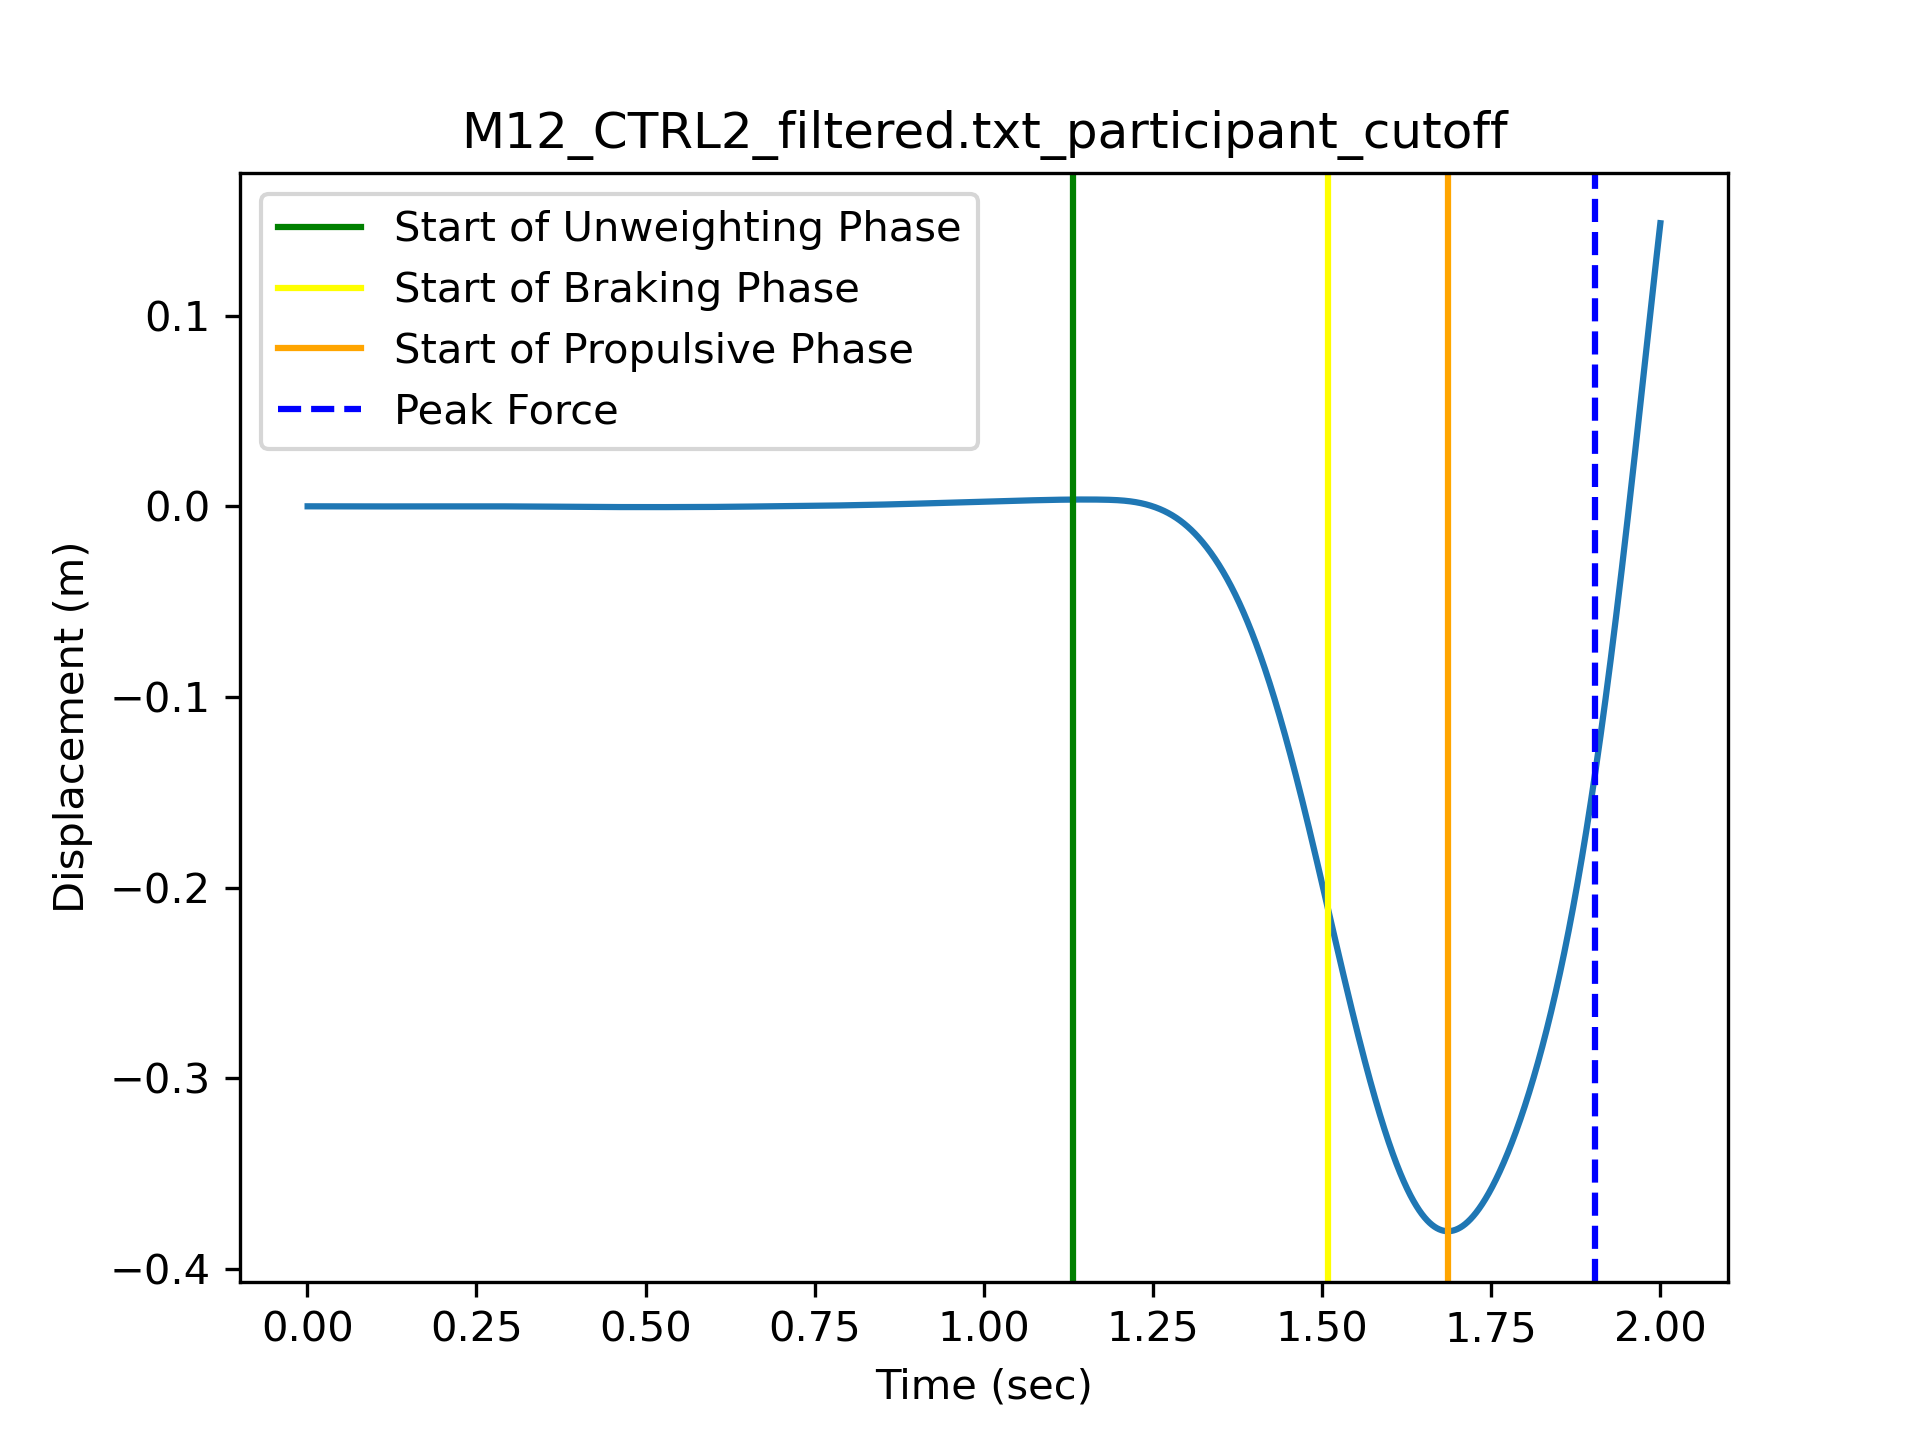 M12_CTRL2_filtered.txt_participant_cutoff
Start of Unweighting Phase
Start of Braking Phase
Start of Propulsive Phase
Peak Force
0.1
0.0
−0.1
−0.2
−0.3
−0.4
Displacement (m)
0.00 0.25 0.50 0.75 1.00 1.25 1.50 1.75 2.00
Time (sec)